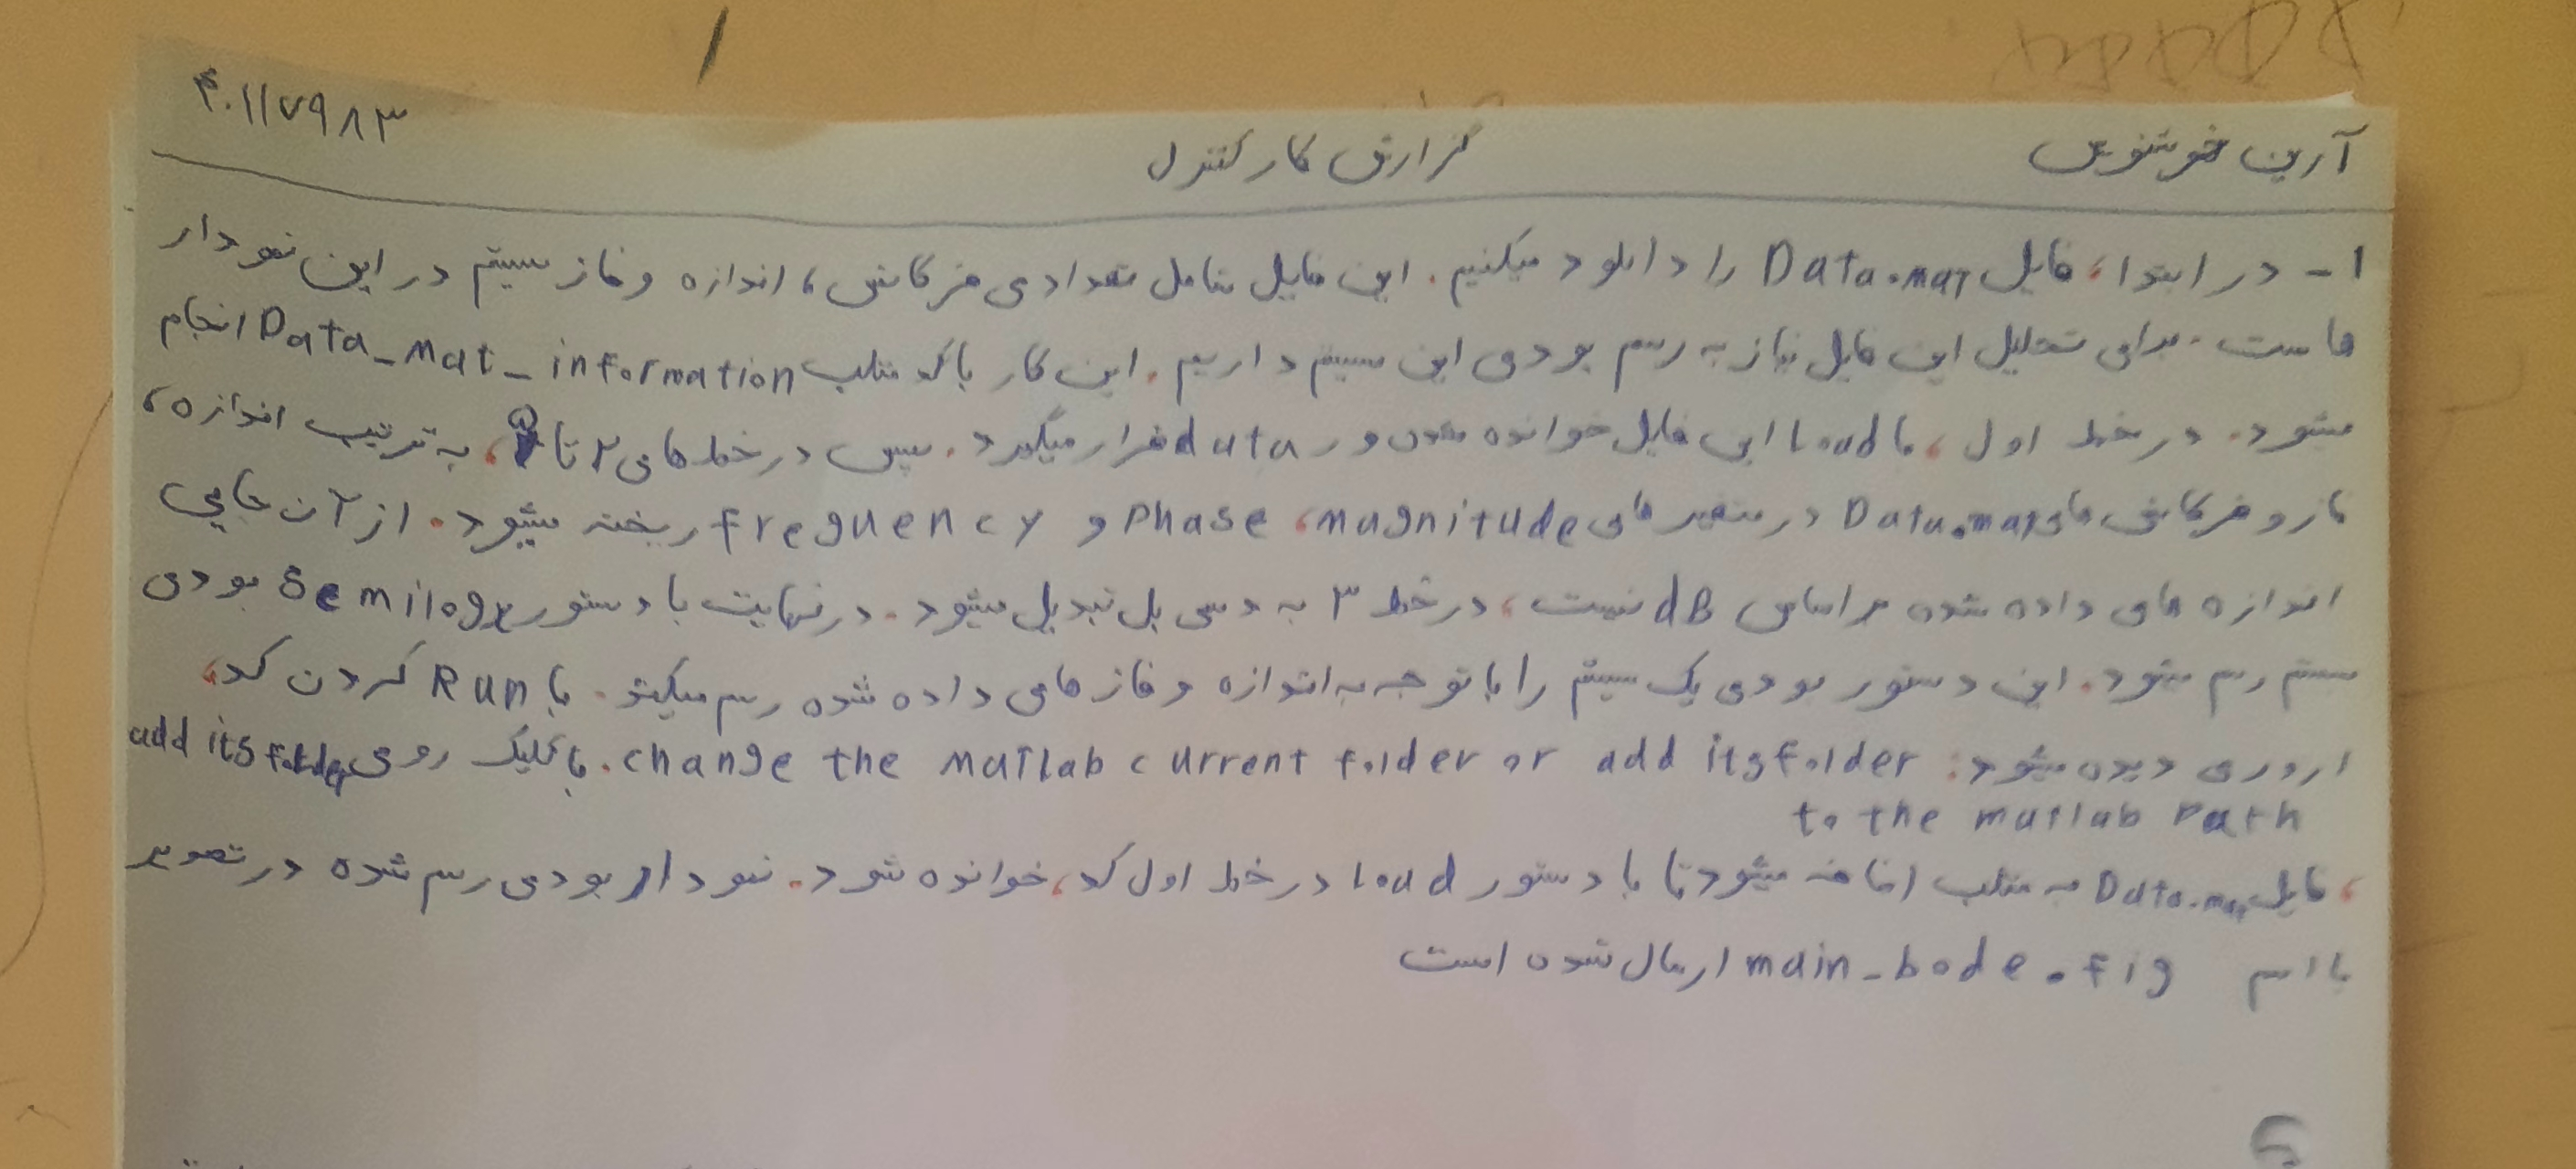 آرین خوشنویس گزارش کار کنترل ۴۰۱۱۷۹۸۳
۱- در ابتدا، فایل Data.mat را دانلود میکنیم. این فایل شامل تعدادی فرکانس، اندازه و فاز سیستم در این نمودار
هاست. برای تحلیل این فایل نیاز به رسم بودی این سیستم داریم. این کار با کد متلب Data_Mat_information انجام
میشود. در خط اول، با Load این فایل خوانده شده و در data قرار میگیرد. سپس در خط های ۲ تا ۵، به ترتیب اندازه،
فاز و فرکانس های Data.mat در متغیر های magnitude، Phase و frequency ریخته میشود. از آن جایی
اندازه های داده شده بر اساس dB نیست، در خط ۳ به دسی بل تبدیل میشود. در نهایت با دستور Semilogx بودی
سیستم رسم میشود. این دستور بودی یک سیستم را با توجه به اندازه و فاز های داده شده رسم میکند. با Run کردن کد،
اروری دیده میشود: change the Matlab current folder or add its folder. با کلیک روی add its folder
to the matlab Path
، فایل Data.mat به متلب اضافه میشود تا با دستور Load در خط اول کد، خوانده شود. نمودار بودی رسم شده در تصویر
با اسم main_bode.fig ارسال شده است